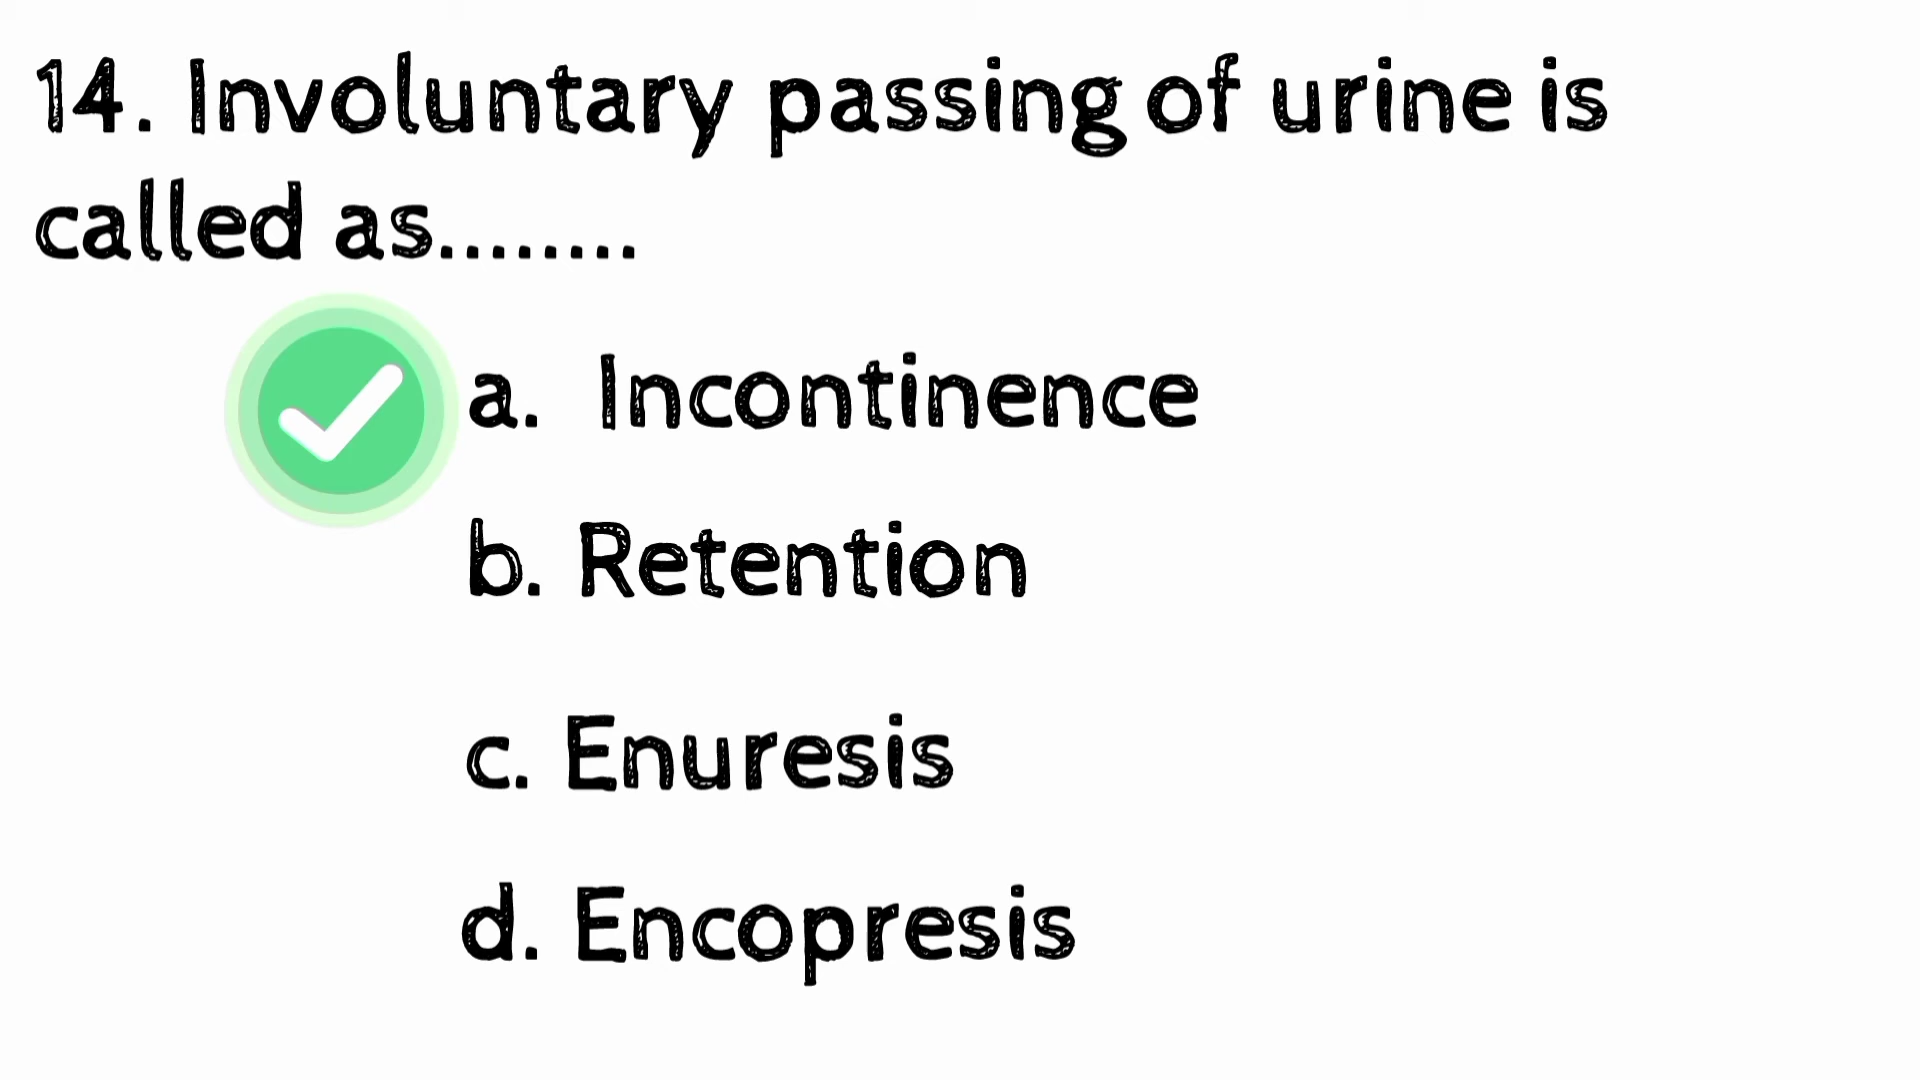 14. Involuntary passing of urine is
called as........
a. Incontinence
b. Retention
c. Enuresis
d. Encopresis